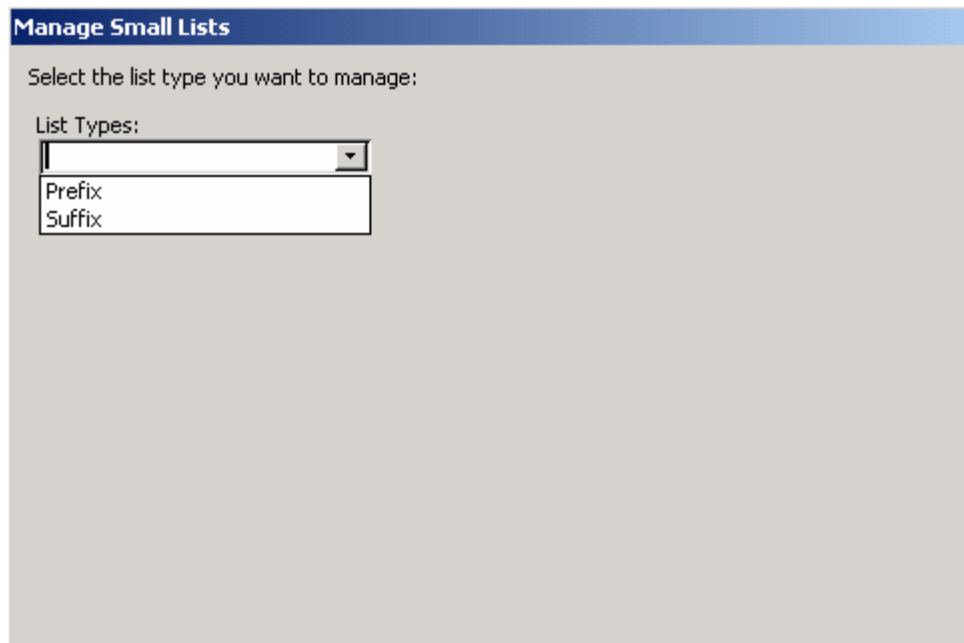 Manage Small Lists
Select the list type you want to manage:
List Types:
Prefix
Suffix